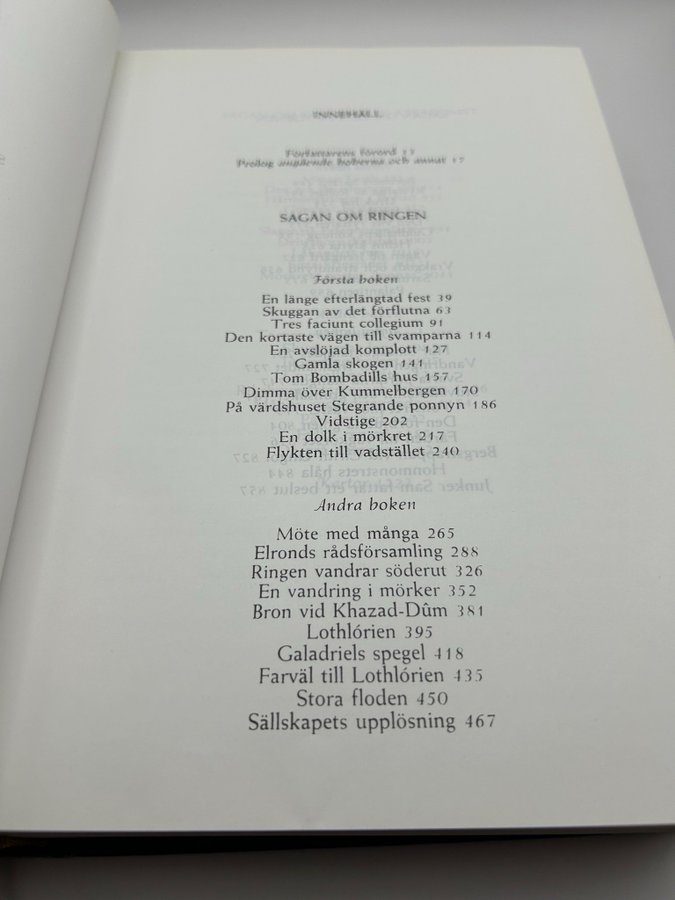 INNEHÅLL
Författarens förord 13
Prolog angående hoberna och annat 17
SAGAN OM RINGEN
Första boken
En länge efterlängtad fest 39
Skuggan av det förflutna 63
Tres faciunt collegium 91
Den kortaste vägen till svamparna 114
En avslöjad komplott 127
Gamla skogen 141
Tom Bombadills hus 157
Dimma över Kummelbergen 170
På värdshuset Stegrande ponnyn 186
Vidstige 202
En dolk i mörkret 217
Flykten till vadstället 240
Andra boken
Möte med många 265
Elronds rådsförsamling 288
Ringen vandrar söderut 326
En vandring i mörker 352
Bron vid Khazad-Dûm 381
Lothlórien 395
Galadriels spegel 418
Farväl till Lothlórien 435
Stora floden 450
Sällskapets upplösning 467